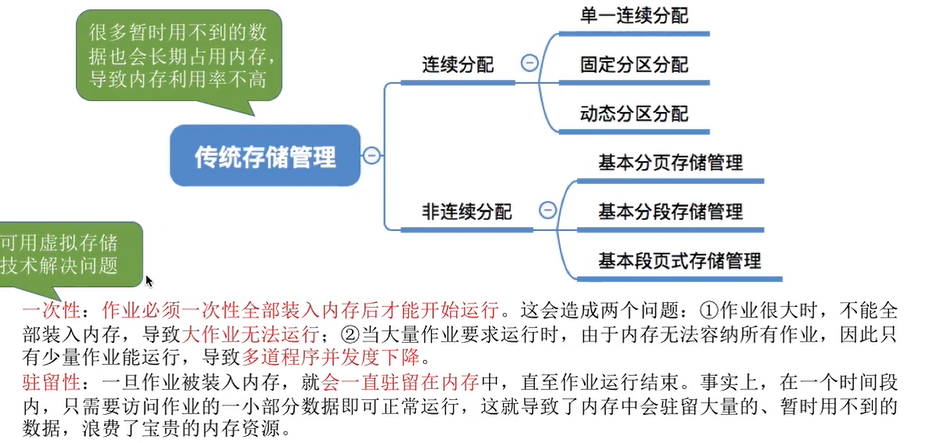 很多暂时用不到的数
据也会长期占用内存，
导致内存利用率不高
传统存储管理
连续分配
单一连续分配
固定分区分配
动态分区分配
非连续分配
基本分页存储管理
基本分段存储管理
基本段页式存储管理
可用虚拟存储
技术解决问题
一次性：作业必须一次性全部装入内存后才能开始运行。这会造成两个问题：①作业很大时，不能全
部装入内存，导致大作业无法运行；②当大量作业要求运行时，由于内存无法容纳所有作业，因此只
有少量作业能运行，导致多道程序并发度下降。
驻留性：一旦作业被装入内存，就会一直驻留在内存中，直至作业运行结束。事实上，在一个时间段
内，只需要访问作业的一小部分数据即可正常运行，这就导致了内存中会驻留大量的、暂时用不到的
数据，浪费了宝贵的内存资源。